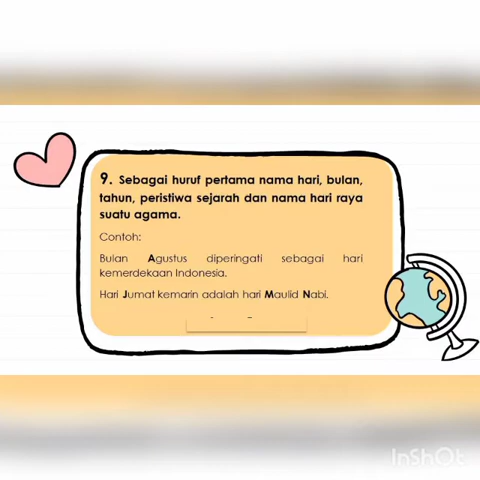 9. Sebagai huruf pertama nama hari, bulan,
tahun, peristiwa sejarah dan nama hari raya
suatu agama.
Contoh:
Bulan Agustus diperingati sebagai hari
kemerdekaan Indonesia.
Hari Jumat kemarin adalah hari Maulid Nabi.
InShOt